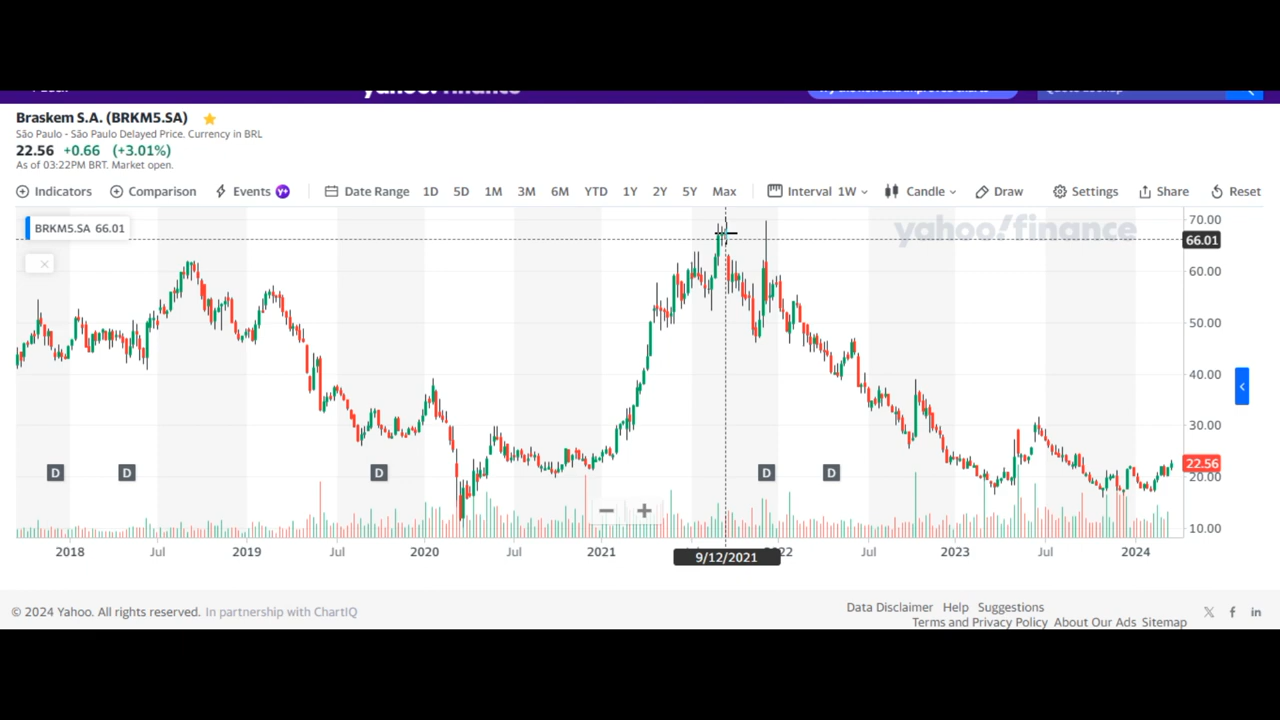 Braskem S.A. (BRKM5.SA)
São Paulo - São Paulo Delayed Price. Currency in BRL
22.56 +0.66 (+3.01%)
As of 03:22PM BRT. Market open.
Indicators Comparison Events Y+ Date Range 1D 5D 1M 3M 6M YTD 1Y 2Y 5Y Max Interval 1W Candle Draw Settings Share Reset
BRKM5.SA 66.01
yahoo!finance
70.00
66.01
60.00
50.00
40.00
30.00
22.56
20.00
10.00
D D D D D
2018 Jul 2019 Jul 2020 Jul 2021 9/12/2021 Jul 2023 Jul 2024
© 2024 Yahoo. All rights reserved. In partnership with ChartIQ
Data Disclaimer Help Suggestions
Terms and Privacy Policy About Our Ads Sitemap